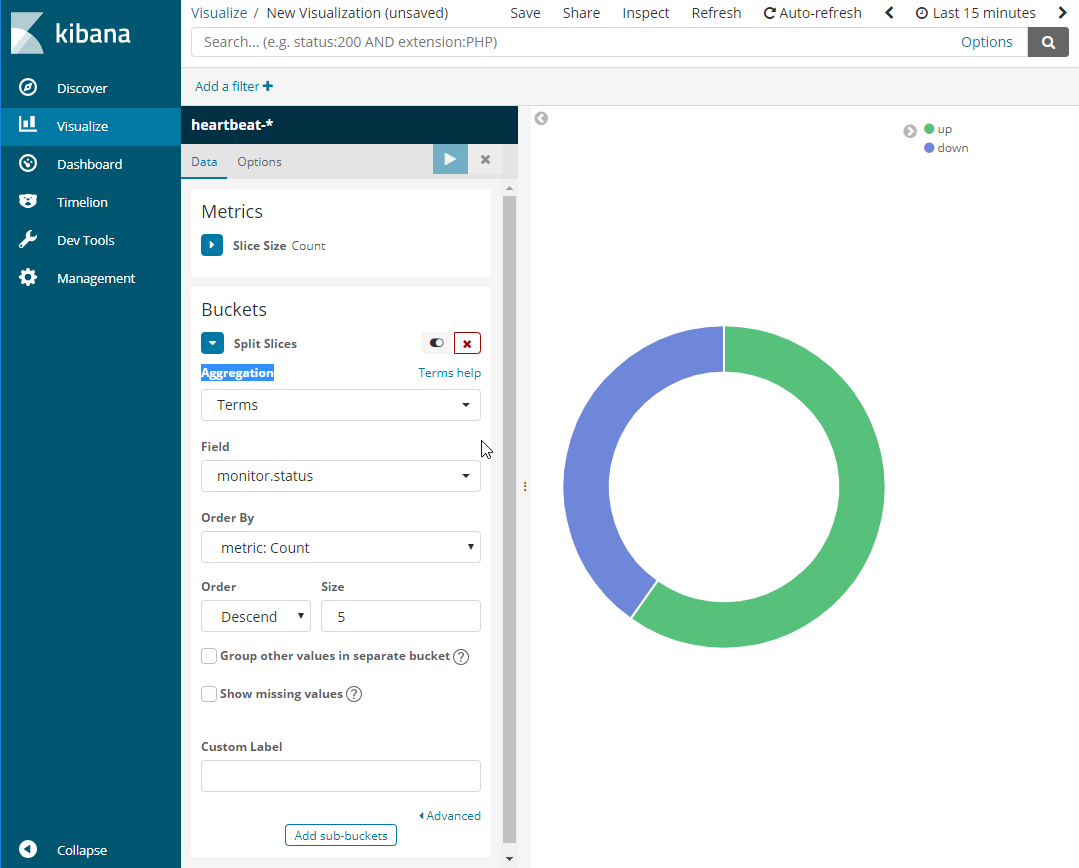 kibana
Discover
Visualize
Dashboard
Timelion
Dev Tools
Management
Collapse
Visualize / New Visualization (unsaved)
Save Share Inspect Refresh Auto-refresh Last 15 minutes
Search... (e.g. status:200 AND extension:PHP) Options
Add a filter
heartbeat-*
Data Options
Metrics
Slice Size Count
Buckets
Split Slices
Aggregation Terms help
Terms
Field
monitor.status
Order By
metric: Count
Order Size
Descend 5
Group other values in separate bucket ?
Show missing values ?
Custom Label
Advanced
Add sub-buckets
up
down